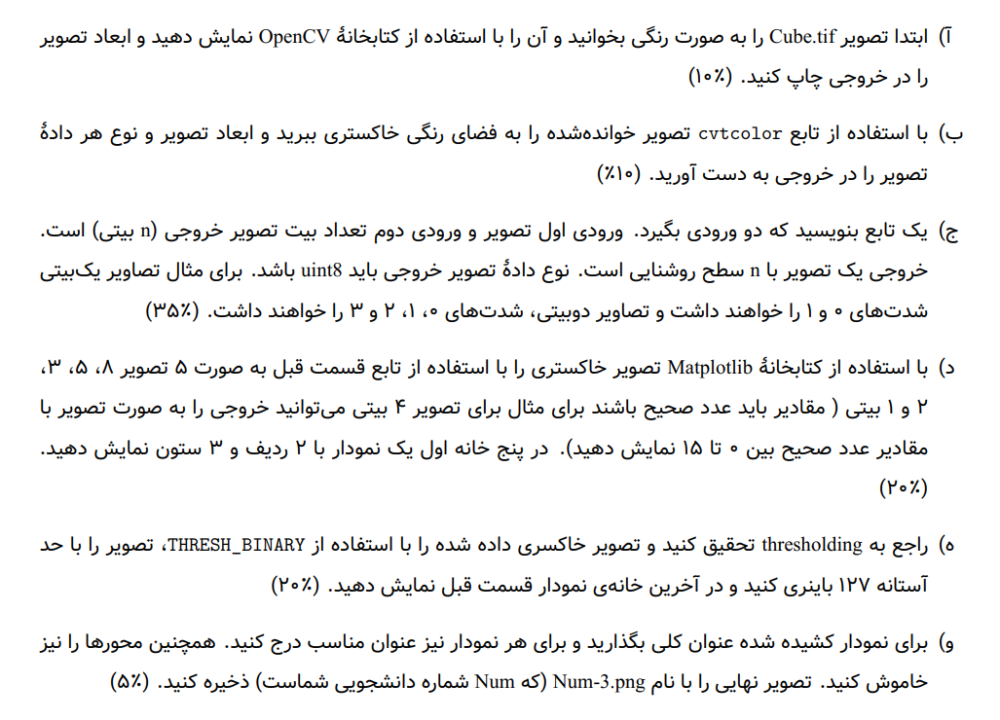 آ) ابتدا تصویر Cube.tif را به صورت رنگی بخوانید و آن را با استفاده از کتابخانهٔ OpenCV نمایش دهید و ابعاد تصویر
را در خروجی چاپ کنید. (۱۰٪)
ب) با استفاده از تابع cvtcolor تصویر خوانده‌شده را به فضای رنگی خاکستری ببرید و ابعاد تصویر و نوع هر دادهٔ
تصویر را در خروجی به دست آورید. (۱۰٪)
ج) یک تابع بنویسید که دو ورودی بگیرد. ورودی اول تصویر و ورودی دوم تعداد بیت تصویر خروجی (n بیتی) است.
خروجی یک تصویر با n سطح روشنایی است. نوع دادهٔ تصویر خروجی باید uint8 باشد. برای مثال تصاویر یک‌بیتی
شدت‌های ۰ و ۱ را خواهند داشت و تصاویر دوبیتی، شدت‌های ۰، ۱، ۲ و ۳ را خواهند داشت. (۳۵٪)
د) با استفاده از کتابخانهٔ Matplotlib تصویر خاکستری را با استفاده از تابع قسمت قبل به صورت ۵ تصویر ۸، ۵، ۳،
۲ و ۱ بیتی ( مقادیر باید عدد صحیح باشند برای مثال برای تصویر ۴ بیتی می‌توانید خروجی را به صورت تصویر با
مقادیر عدد صحیح بین ۰ تا ۱۵ نمایش دهید). در پنج خانه اول یک نمودار با ۲ ردیف و ۳ ستون نمایش دهید.
(۲۰٪)
ه) راجع به thresholding تحقیق کنید و تصویر خاکسری داده شده را با استفاده از THRESH_BINARY، تصویر را با حد
آستانه ۱۲۷ باینری کنید و در آخرین خانه‌ی نمودار قسمت قبل نمایش دهید. (۲۰٪)
و) برای نمودار کشیده شده عنوان کلی بگذارید و برای هر نمودار نیز عنوان مناسب درج کنید. همچنین محورها را نیز
خاموش کنید. تصویر نهایی را با نام Num-3.png (که Num شماره دانشجویی شماست) ذخیره کنید. (۵٪)